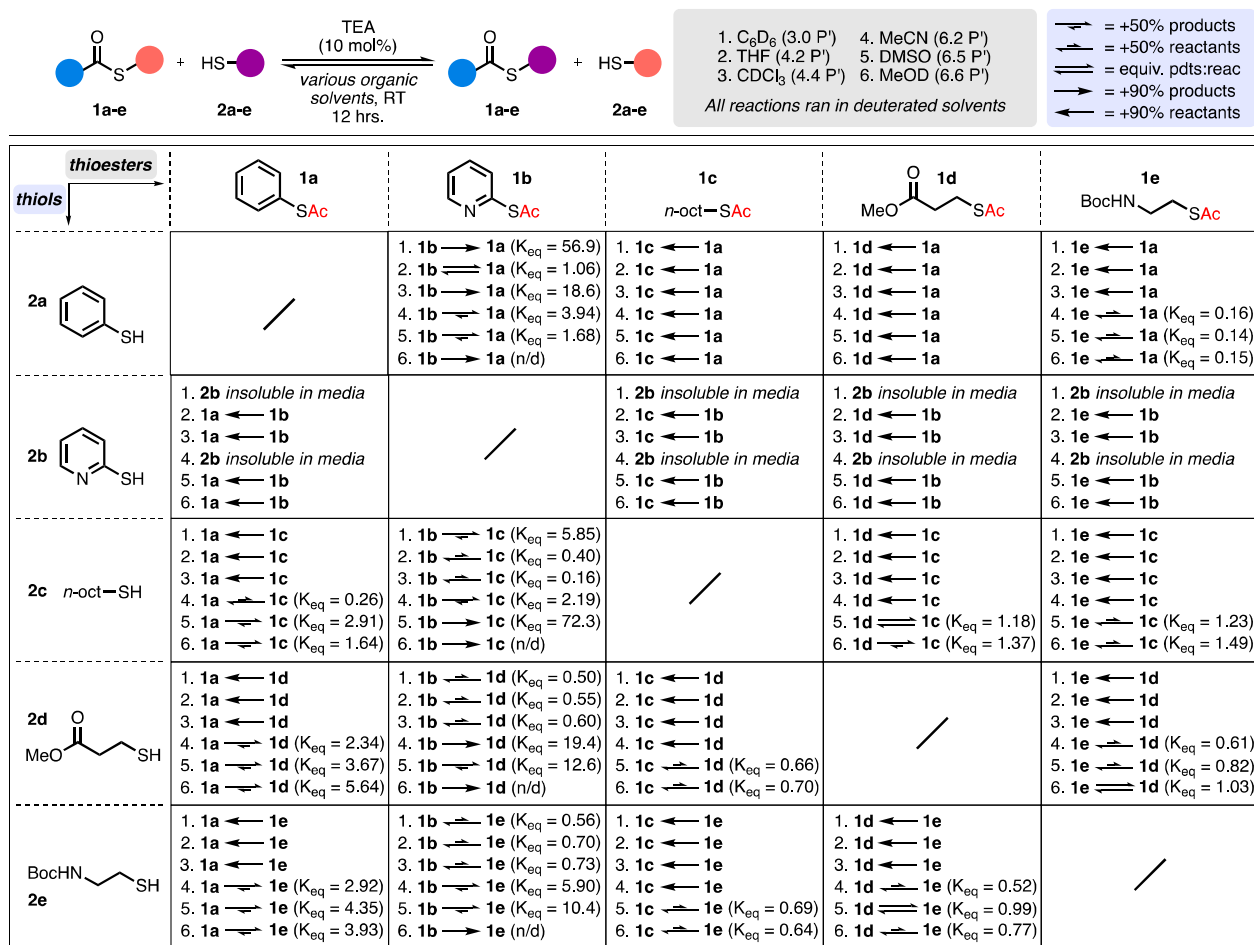 TEA
(10 mol%)
various organic
solvents, RT
12 hrs.
O
S
+
HS
O
S
+
HS
1a-e
2a-e
1a-e
2a-e
1. C6D6 (3.0 P') 4. MeCN (6.2 P')
2. THF (4.2 P') 5. DMSO (6.5 P')
3. CDCl3 (4.4 P') 6. MeOD (6.6 P')
All reactions ran in deuterated solvents
= +50% products
= +50% reactants
= equiv. pdts:reac
= +90% products
= +90% reactants
thioesters
thiols
1a
SAc
1b
N SAc
1c
n-oct SAc
1d
O
MeO SAc
1e
BocHN SAc
2a
SH
1. 1b 1a (Keq = 56.9)
2. 1b 1a (Keq = 1.06)
3. 1b 1a (Keq = 18.6)
4. 1b 1a (Keq = 3.94)
5. 1b 1a (Keq = 1.68)
6. 1b 1a (n/d)
1. 1c 1a
2. 1c 1a
3. 1c 1a
4. 1c 1a
5. 1c 1a
6. 1c 1a
1. 1d 1a
2. 1d 1a
3. 1d 1a
4. 1d 1a
5. 1d 1a
6. 1d 1a
1. 1e 1a
2. 1e 1a
3. 1e 1a
4. 1e 1a (Keq = 0.16)
5. 1e 1a (Keq = 0.14)
6. 1e 1a (Keq = 0.15)
2b
N SH
1. 2b insoluble in media
2. 1a 1b
3. 1a 1b
4. 2b insoluble in media
5. 1a 1b
6. 1a 1b
1. 2b insoluble in media
2. 1c 1b
3. 1c 1b
4. 2b insoluble in media
5. 1c 1b
6. 1c 1b
1. 2b insoluble in media
2. 1d 1b
3. 1d 1b
4. 2b insoluble in media
5. 1d 1b
6. 1d 1b
1. 2b insoluble in media
2. 1e 1b
3. 1e 1b
4. 2b insoluble in media
5. 1e 1b
6. 1e 1b
2c n-oct SH
1. 1a 1c
2. 1a 1c
3. 1a 1c
4. 1a 1c (Keq = 0.26)
5. 1a 1c (Keq = 2.91)
6. 1a 1c (Keq = 1.64)
1. 1b 1c (Keq = 5.85)
2. 1b 1c (Keq = 0.40)
3. 1b 1c (Keq = 0.16)
4. 1b 1c (Keq = 2.19)
5. 1b 1c (Keq = 72.3)
6. 1b 1c (n/d)
1. 1d 1c
2. 1d 1c
3. 1d 1c
4. 1d 1c
5. 1d 1c (Keq = 1.18)
6. 1d 1c (Keq = 1.37)
1. 1e 1c
2. 1e 1c
3. 1e 1c
4. 1e 1c
5. 1e 1c (Keq = 1.23)
6. 1e 1c (Keq = 1.49)
2d
O
MeO SH
1. 1a 1d
2. 1a 1d
3. 1a 1d
4. 1a 1d (Keq = 2.34)
5. 1a 1d (Keq = 3.67)
6. 1a 1d (Keq = 5.64)
1. 1b 1d (Keq = 0.50)
2. 1b 1d (Keq = 0.55)
3. 1b 1d (Keq = 0.60)
4. 1b 1d (Keq = 19.4)
5. 1b 1d (Keq = 12.6)
6. 1b 1d (n/d)
1. 1c 1d
2. 1c 1d
3. 1c 1d
4. 1c 1d
5. 1c 1d (Keq = 0.66)
6. 1c 1d (Keq = 0.70)
1. 1e 1d
2. 1e 1d
3. 1e 1d
4. 1e 1d (Keq = 0.61)
5. 1e 1d (Keq = 0.82)
6. 1e 1d (Keq = 1.03)
BocHN SH
2e
1. 1a 1e
2. 1a 1e
3. 1a 1e
4. 1a 1e (Keq = 2.92)
5. 1a 1e (Keq = 4.35)
6. 1a 1e (Keq = 3.93)
1. 1b 1e (Keq = 0.56)
2. 1b 1e (Keq = 0.70)
3. 1b 1e (Keq = 0.73)
4. 1b 1e (Keq = 5.90)
5. 1b 1e (Keq = 10.4)
6. 1b 1e (n/d)
1. 1c 1e
2. 1c 1e
3. 1c 1e
4. 1c 1e
5. 1c 1e (Keq = 0.69)
6. 1c 1e (Keq = 0.64)
1. 1d 1e
2. 1d 1e
3. 1d 1e
4. 1d 1e (Keq = 0.52)
5. 1d 1e (Keq = 0.99)
6. 1d 1e (Keq = 0.77)